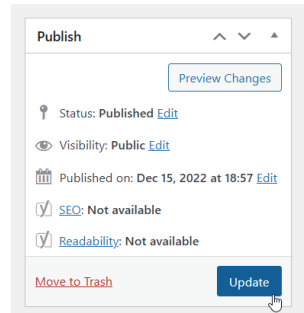 Publish
Preview Changes
Status: Published Edit
Visibility: Public Edit
Published on: Dec 15, 2022 at 18:57 Edit
SEO: Not available
Readability: Not available
Move to Trash
Update